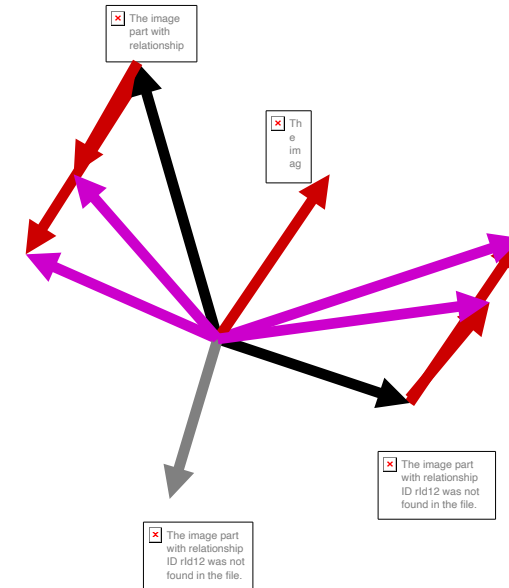 The image
part with
relationship
Th
e
im
ag
The image part
with relationship
ID rId12 was not
found in the file.
The image part
with relationship
ID rId12 was not
found in the file.